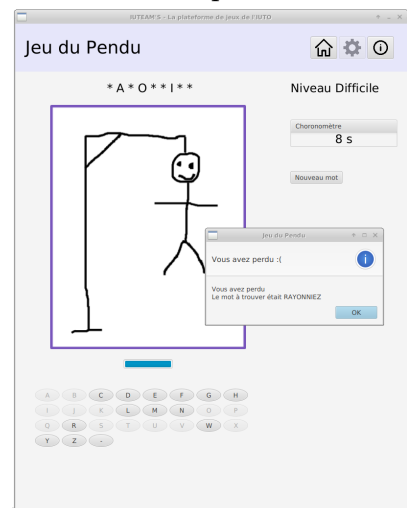 IUTEAM'S - La plateforme de jeux de l'IUTO
Jeu du Pendu
* A * O * * I * *
Niveau Difficile
Choronomètre
8 s
Nouveau mot
Jeu du Pendu
Vous avez perdu :(
Vous avez perdu
Le mot à trouver était RAYONNIEZ
OK
A B C D E F G H
I J K L M N O P
Q R S T U V W X
Y Z -